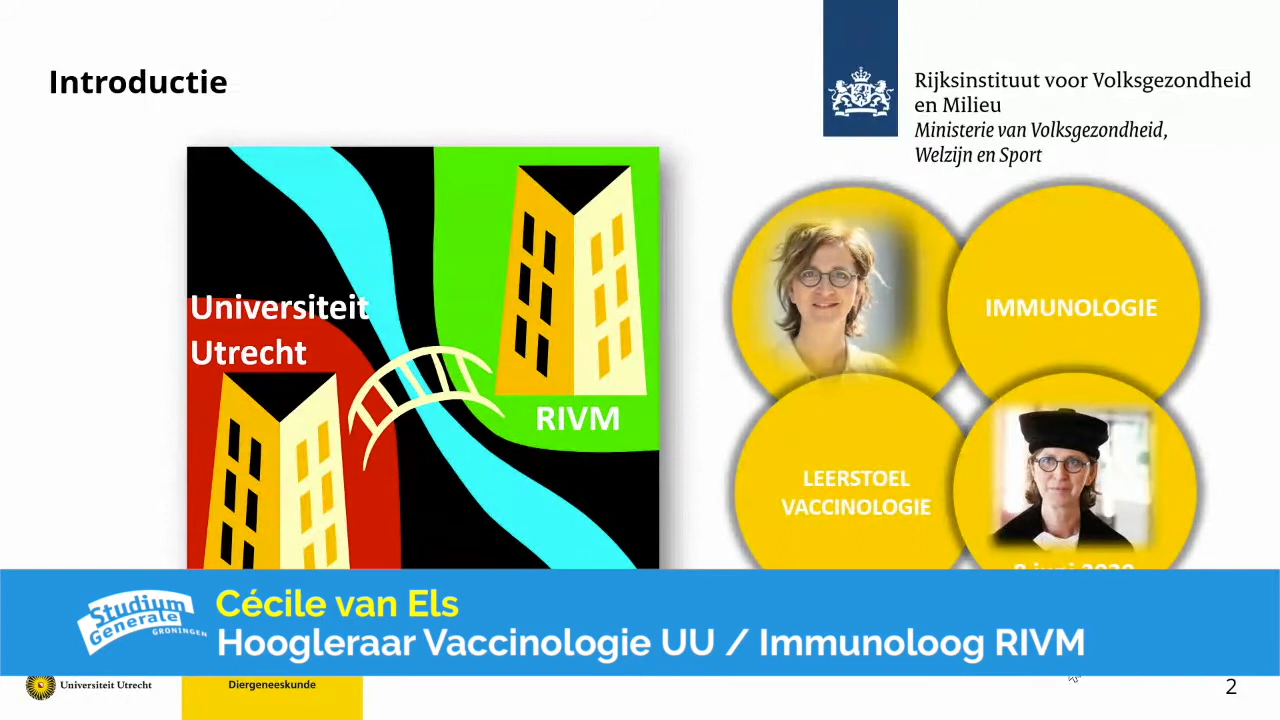 Introductie
Rijksinstituut voor Volksgezondheid
en Milieu
Ministerie van Volksgezondheid,
Welzijn en Sport
Universiteit
Utrecht
RIVM
IMMUNOLOGIE
LEERSTOEL
VACCINOLOGIE
Studium
Generale
GRONINGEN
Cécile van Els
Hoogleraar Vaccinologie UU / Immunoloog RIVM
Universiteit Utrecht
Diergeneeskunde
2